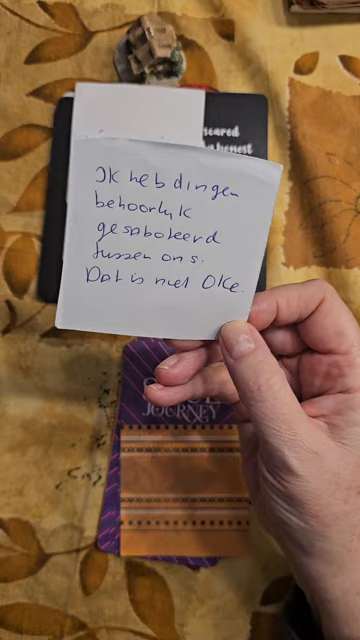 scared
honest
Ik heb dingen
behoorlijk
gesaboteerd
tussen ons.
Dat is niet Oke.
JOURNEY